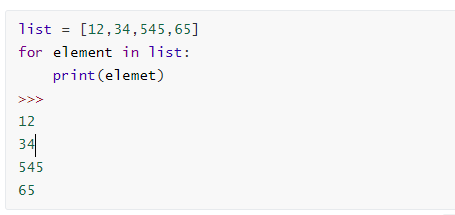 list = [12,34,545,65]
for element in list:
    print(elemet)
>>>
12
34
545
65